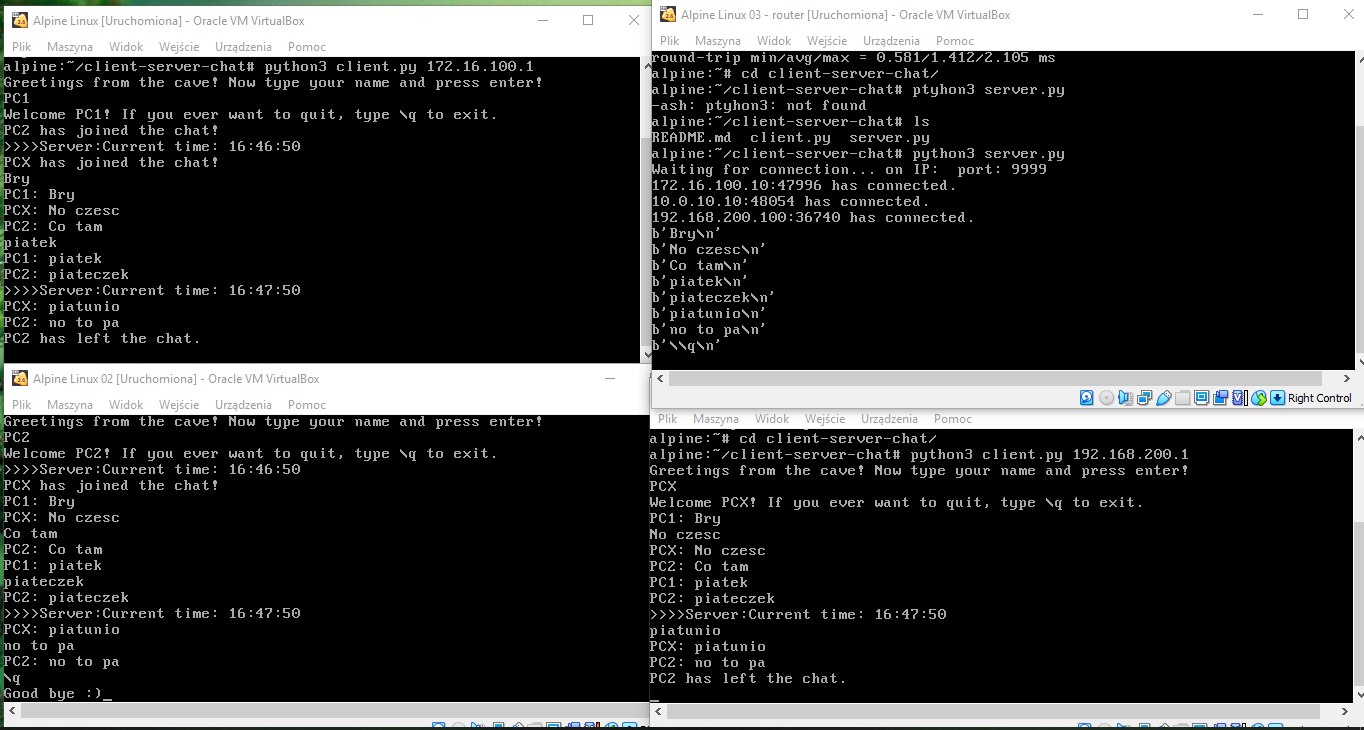 Alpine Linux [Uruchomiona] - Oracle VM VirtualBox
Plik Maszyna Widok Wejście Urządzenia Pomoc
alpine:~/client-server-chat# python3 client.py 172.16.100.1
Greetings from the cave! Now type your name and press enter!
PC1
Welcome PC1! If you ever want to quit, type \q to exit.
PC2 has joined the chat!
>>>>Server:Current time: 16:46:50
PCX has joined the chat!
Bry
PC1: Bry
PCX: No czesc
PC2: Co tam
piatek
PC1: piatek
PC2: piateczek
>>>>Server:Current time: 16:47:50
PCX: piatunio
PC2: no to pa
PC2 has left the chat.
Alpine Linux 03 - router [Uruchomiona] - Oracle VM VirtualBox
Plik Maszyna Widok Wejście Urządzenia Pomoc
round-trip min/avg/max = 0.581/1.412/2.105 ms
alpine:~# cd client-server-chat/
alpine:~/client-server-chat# ptyhon3 server.py
-ash: ptyhon3: not found
alpine:~/client-server-chat# ls
README.md client.py server.py
alpine:~/client-server-chat# python3 server.py
Waiting for connection... on IP:  port: 9999
172.16.100.10:47996 has connected.
10.0.10.10:48054 has connected.
192.168.200.100:36740 has connected.
b'Bry\n'
b'No czesc\n'
b'Co tam\n'
b'piatek\n'
b'piateczek\n'
b'piatunio\n'
b'no to pa\n'
b'\\q\n'
Right Control
Alpine Linux 02 [Uruchomiona] - Oracle VM VirtualBox
Plik Maszyna Widok Wejście Urządzenia Pomoc
Greetings from the cave! Now type your name and press enter!
PC2
Welcome PC2! If you ever want to quit, type \q to exit.
>>>>Server:Current time: 16:46:50
PCX has joined the chat!
PC1: Bry
PCX: No czesc
Co tam
PC2: Co tam
PC1: piatek
piateczek
PC2: piateczek
>>>>Server:Current time: 16:47:50
PCX: piatunio
no to pa
PC2: no to pa
\q
Good bye :)_
Plik Maszyna Widok Wejście Urządzenia Pomoc
alpine:~# cd client-server-chat/
alpine:~/client-server-chat# python3 client.py 192.168.200.1
Greetings from the cave! Now type your name and press enter!
PCX
Welcome PCX! If you ever want to quit, type \q to exit.
PC1: Bry
No czesc
PCX: No czesc
PC2: Co tam
PC1: piatek
PC2: piateczek
>>>>Server:Current time: 16:47:50
piatunio
PCX: piatunio
PC2: no to pa
PC2 has left the chat.
_